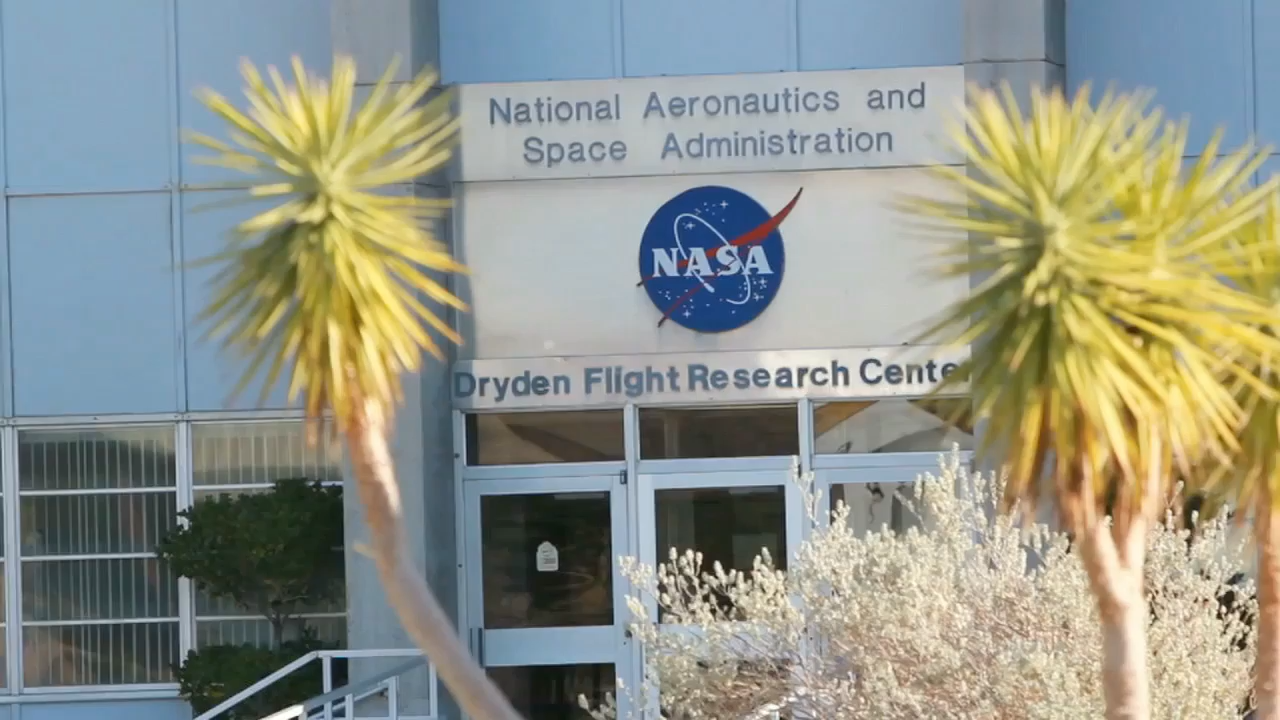 National Aeronautics and
Space Administration
NASA
Dryden Flight Research Cente